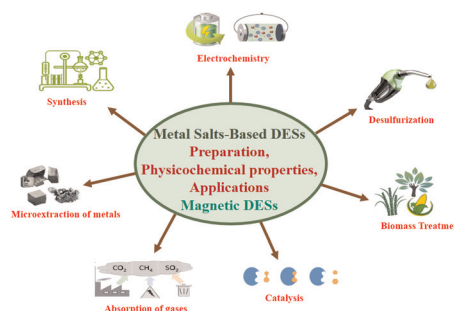 Electrochemistry
Synthesis
Desulfurization
Metal Salts-Based DESs
Preparation,
Physicochemical properties,
Applications
Magnetic DESs
Microextraction of metals
Biomass Treatme
CO₂ CH₄ SO₂
Catalysis
Absorption of gases